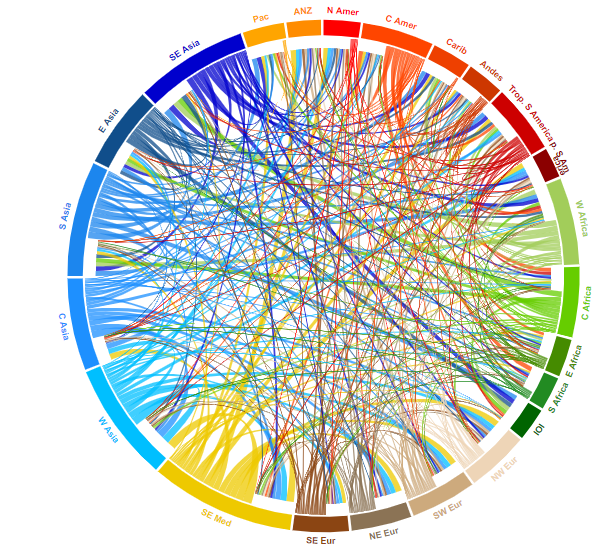 Pac
ANZ
N Amer
C Amer
Carib
Andes
Trop. S America
W Africa
C Africa
E Africa
S Africa
IOI
NW Eur
SW Eur
NE Eur
SE Eur
SE Med
W Asia
C Asia
S Asia
E Asia
SE Asia